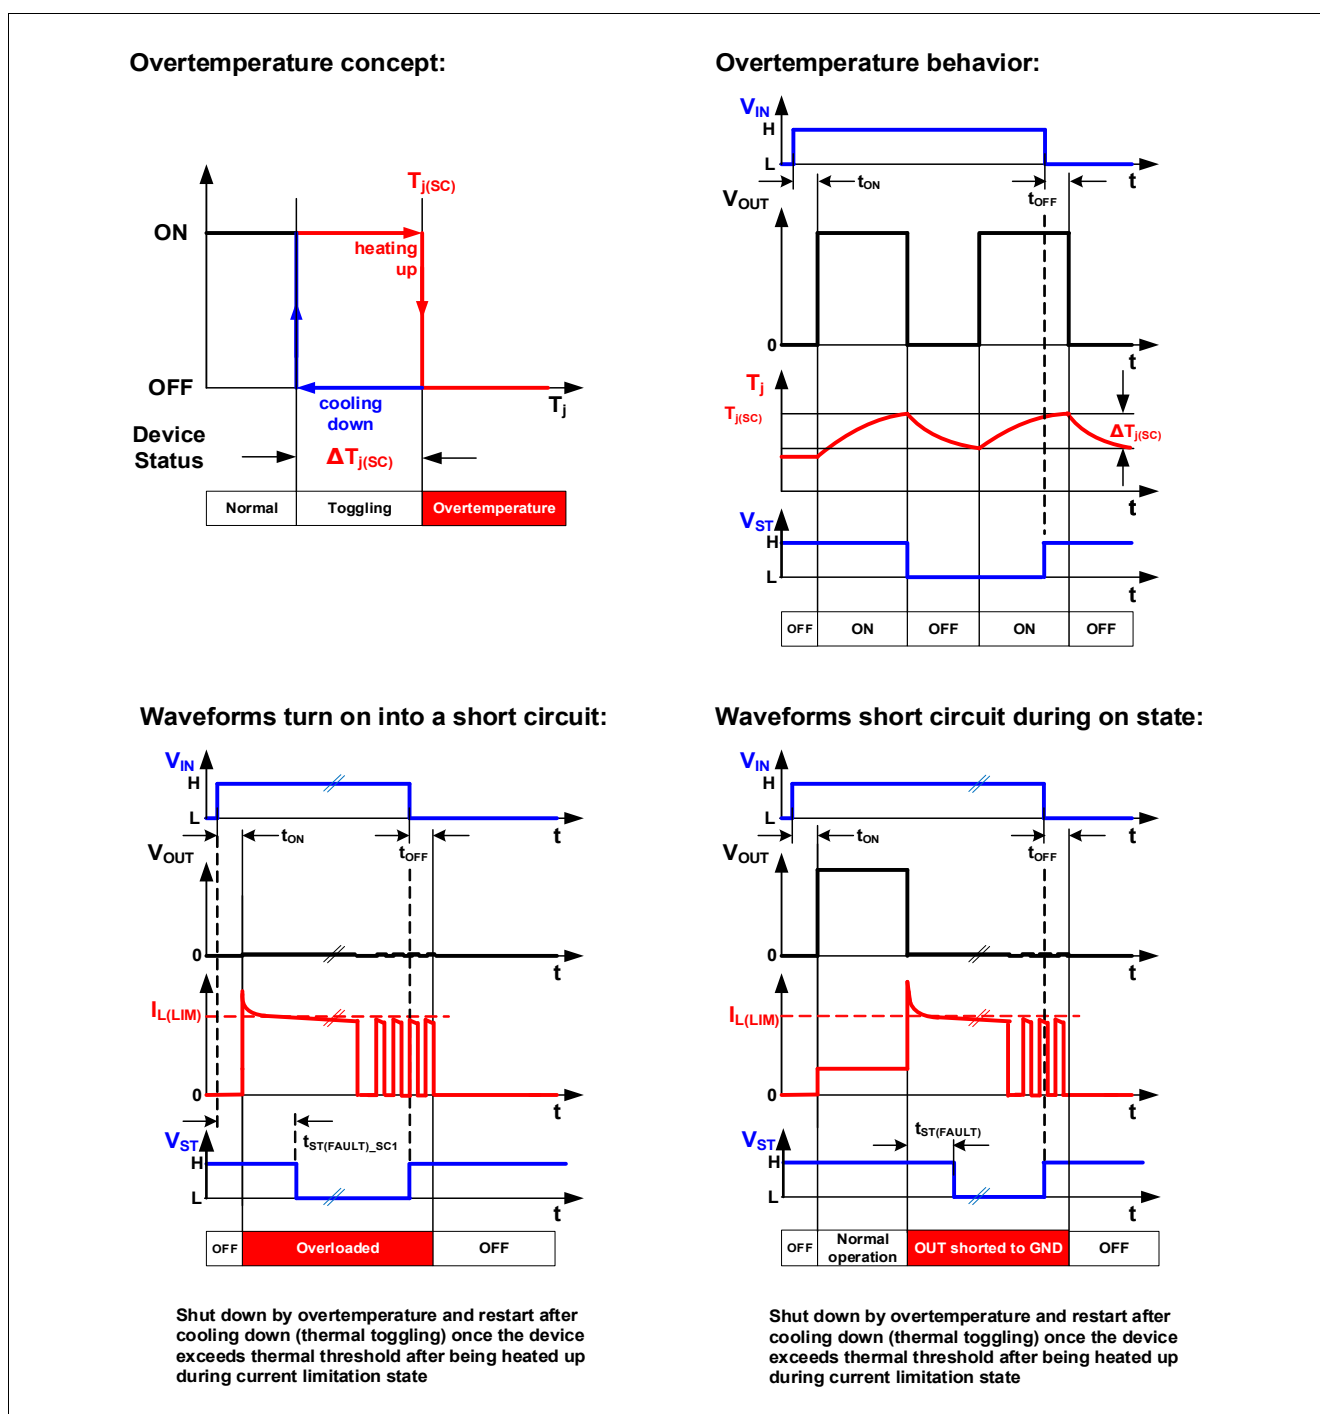 Overtemperature concept:
ON
OFF
Tj(SC)
heating
up
cooling
down
Tj
Device
Status
ΔTj(SC)
Normal
Toggling
Overtemperature
Overtemperature behavior:
VIN
H
L
t
tON
tOFF
VOUT
0
t
Tj
Tj(SC)
ΔTj(SC)
t
VST
H
L
t
OFF
ON
OFF
ON
OFF
Waveforms turn on into a short circuit:
VIN
H
L
t
tON
tOFF
VOUT
0
t
IL(LIM)
0
t
tST(FAULT)_SC1
VST
H
L
t
OFF
Overloaded
OFF
Shut down by overtemperature and restart after
cooling down (thermal toggling) once the device
exceeds thermal threshold after being heated up
during current limitation state
Waveforms short circuit during on state:
VIN
H
L
t
tON
tOFF
VOUT
0
t
IL(LIM)
0
t
tST(FAULT)
VST
H
L
t
OFF
Normal
operation
OUT shorted to GND
OFF
Shut down by overtemperature and restart after
cooling down (thermal toggling) once the device
exceeds thermal threshold after being heated up
during current limitation state